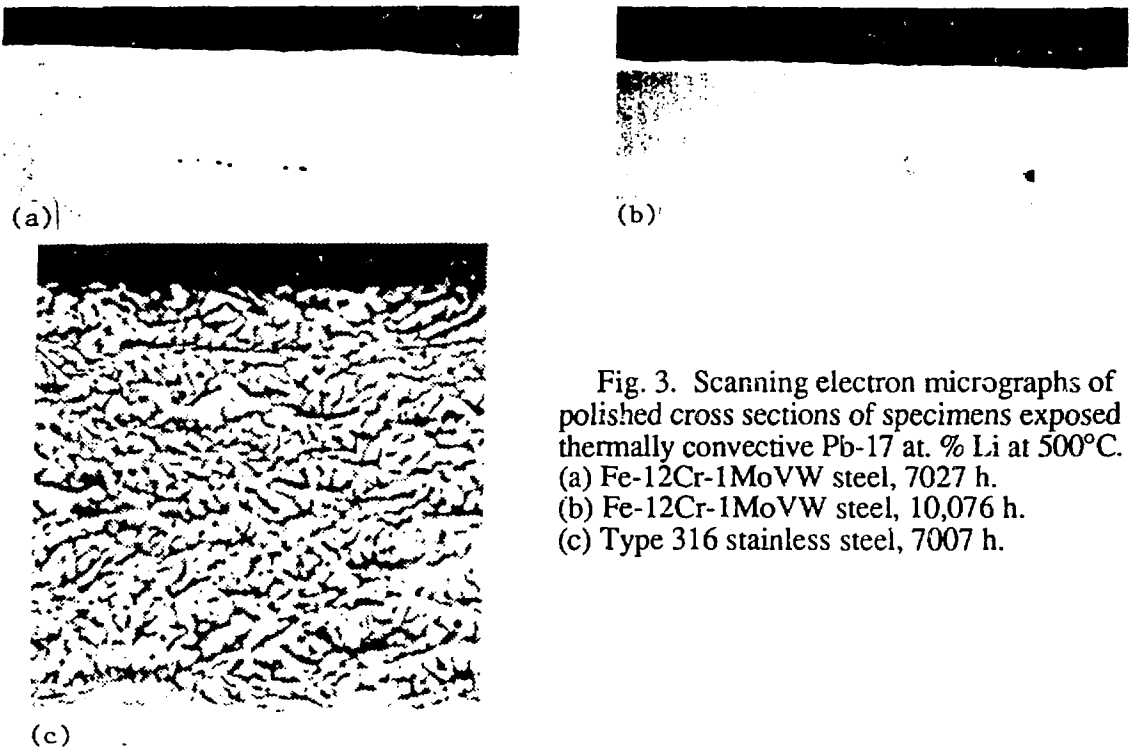 (a)
(b)
(c)
Fig. 3. Scanning electron micrographs of
polished cross sections of specimens exposed
thermally convective Pb-17 at. % Li at 500°C.
(a) Fe-12Cr-1MoVW steel, 7027 h.
(b) Fe-12Cr-1MoVW steel, 10,076 h.
(c) Type 316 stainless steel, 7007 h.